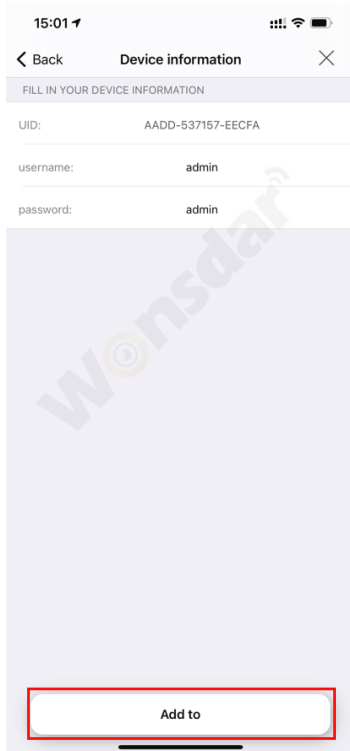 15:01
Back Device information
FILL IN YOUR DEVICE INFORMATION
UID: AADD-537157-EECFA
username: admin
password: admin
Wonsdar
Add to